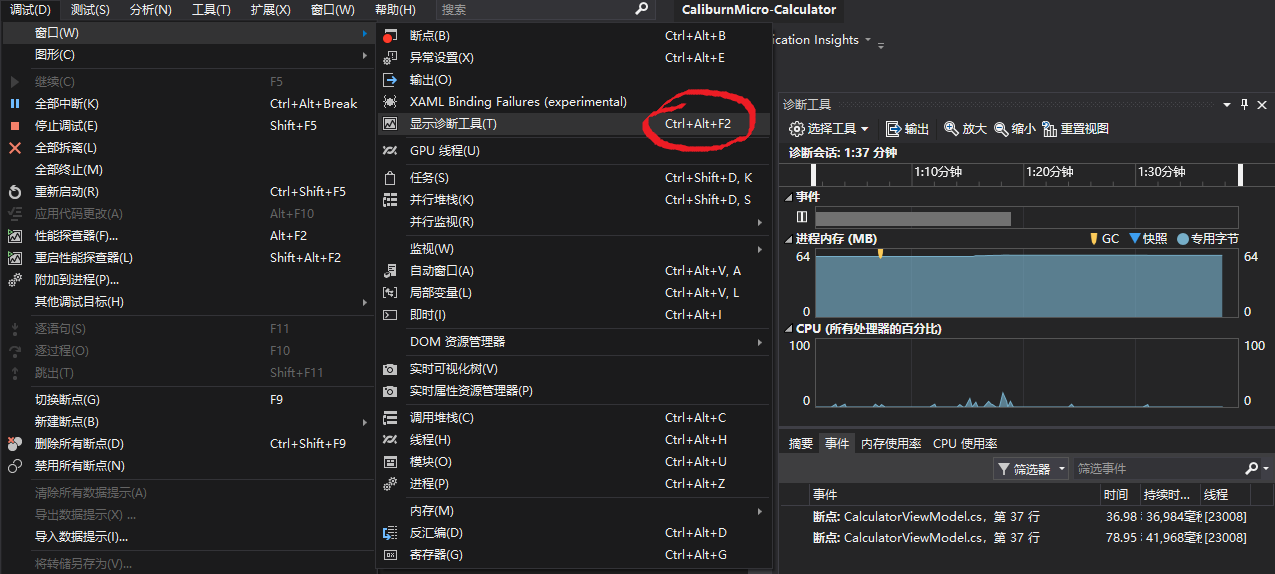 调试(D) 测试(S) 分析(N) 工具(T) 扩展(X) 窗口(W) 帮助(H) 搜索 CaliburnMicro-Calculator
ication Insights
窗口(W)
图形(C)
继续(C) F5
全部中断(K) Ctrl+Alt+Break
停止调试(E) Shift+F5
全部拆离(L)
全部终止(M)
重新启动(R) Ctrl+Shift+F5
应用代码更改(A) Alt+F10
性能探查器(F)... Alt+F2
重启性能探查器(L) Shift+Alt+F2
附加到进程(P)...
其他调试目标(H)
逐语句(S) F11
逐过程(O) F10
跳出(T) Shift+F11
切换断点(G) F9
新建断点(B)
删除所有断点(D) Ctrl+Shift+F9
禁用所有断点(N)
清除所有数据提示(A)
导出数据提示(X) ...
导入数据提示(I)...
将转储另存为(V)...
断点(B) Ctrl+Alt+B
异常设置(X) Ctrl+Alt+E
输出(O)
XAML Binding Failures (experimental)
显示诊断工具(T) Ctrl+Alt+F2
GPU 线程(U)
任务(S) Ctrl+Shift+D, K
并行堆栈(K) Ctrl+Shift+D, S
并行监视(R)
监视(W)
自动窗口(A) Ctrl+Alt+V, A
局部变量(L) Ctrl+Alt+V, L
即时(I) Ctrl+Alt+I
DOM 资源管理器
实时可视化树(V)
实时属性资源管理器(P)
调用堆栈(C) Ctrl+Alt+C
线程(H) Ctrl+Alt+H
模块(O) Ctrl+Alt+U
进程(P) Ctrl+Alt+Z
内存(M)
反汇编(D) Ctrl+Alt+D
寄存器(G) Ctrl+Alt+G
诊断工具
选择工具 输出 放大 缩小 重置视图
诊断会话: 1:37 分钟
1:10分钟 1:20分钟 1:30分钟
事件
进程内存 (MB) GC 快照 专用字节
64 64
0 0
CPU (所有处理器的百分比)
100 100
0 0
摘要 事件 内存使用率 CPU 使用率
筛选器 筛选事件
事件 时间 持续时... 线程
断点: CalculatorViewModel.cs, 第 37 行 36.98 36,984毫秒 [23008]
断点: CalculatorViewModel.cs, 第 37 行 78.95 41,968毫秒 [23008]